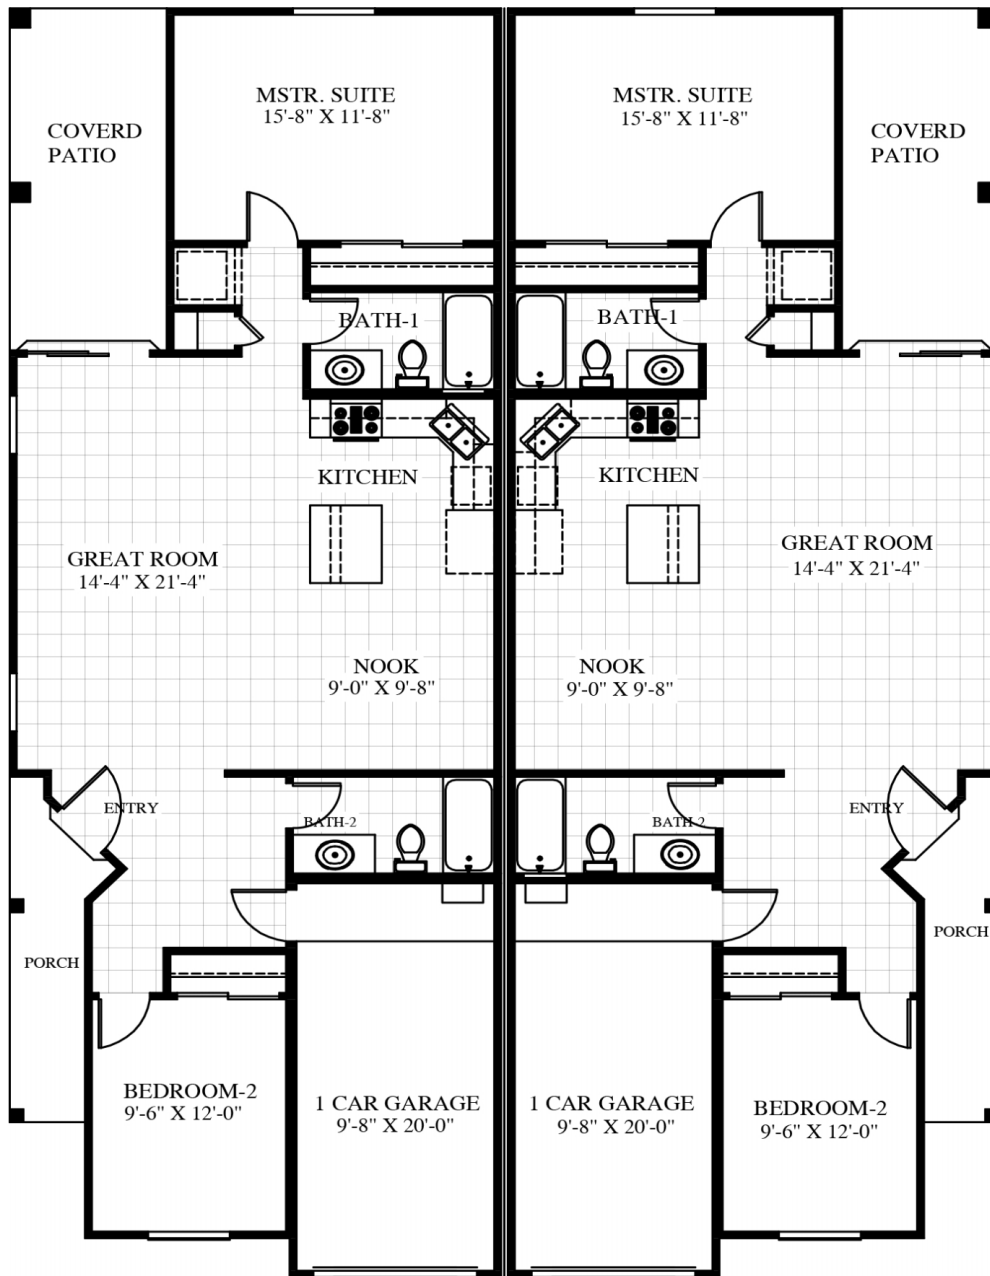 MSTR. SUITE
15'-8" X 11'-8"
MSTR. SUITE
15'-8" X 11'-8"
COVERD
PATIO
COVERD
PATIO
BATH-1
BATH-1
KITCHEN
KITCHEN
GREAT ROOM
14'-4" X 21'-4"
GREAT ROOM
14'-4" X 21'-4"
NOOK
9'-0" X 9'-8"
NOOK
9'-0" X 9'-8"
ENTRY
BATH-2
BATH-2
ENTRY
PORCH
PORCH
BEDROOM-2
9'-6" X 12'-0"
1 CAR GARAGE
9'-8" X 20'-0"
1 CAR GARAGE
9'-8" X 20'-0"
BEDROOM-2
9'-6" X 12'-0"